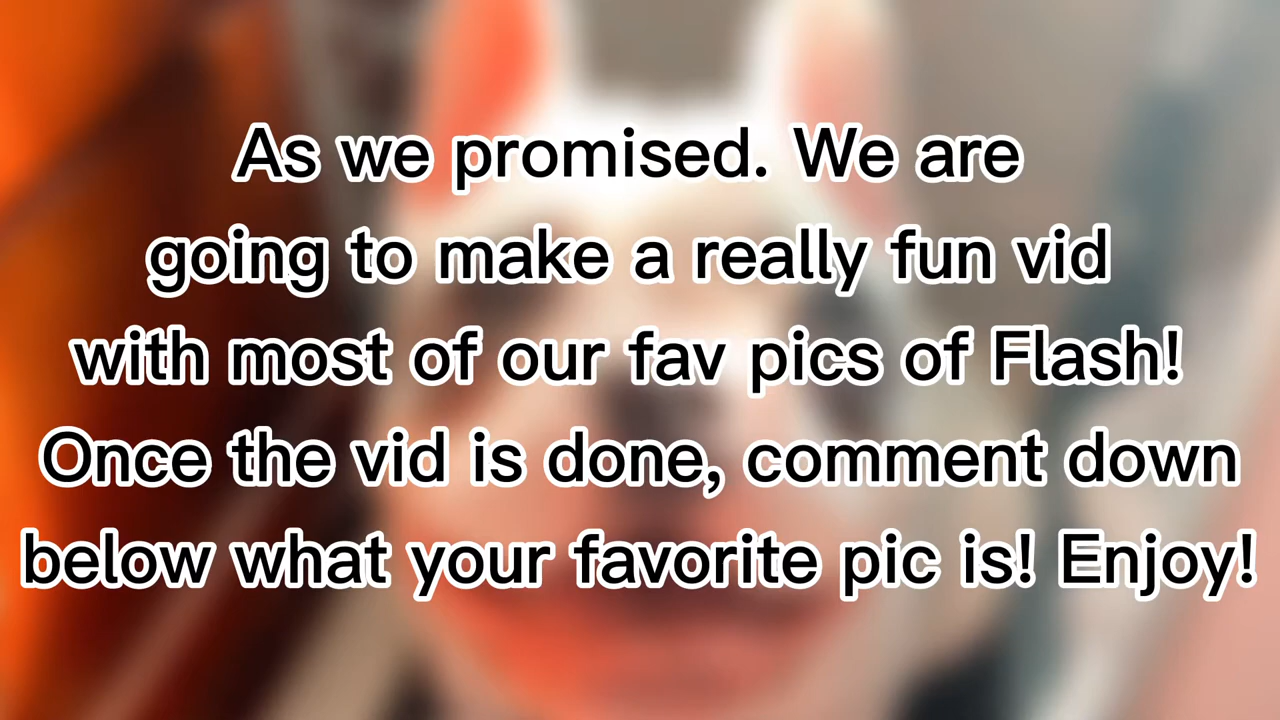 As we promised. We are
going to make a really fun vid
with most of our fav pics of Flash!
Once the vid is done, comment down
below what your favorite pic is! Enjoy!